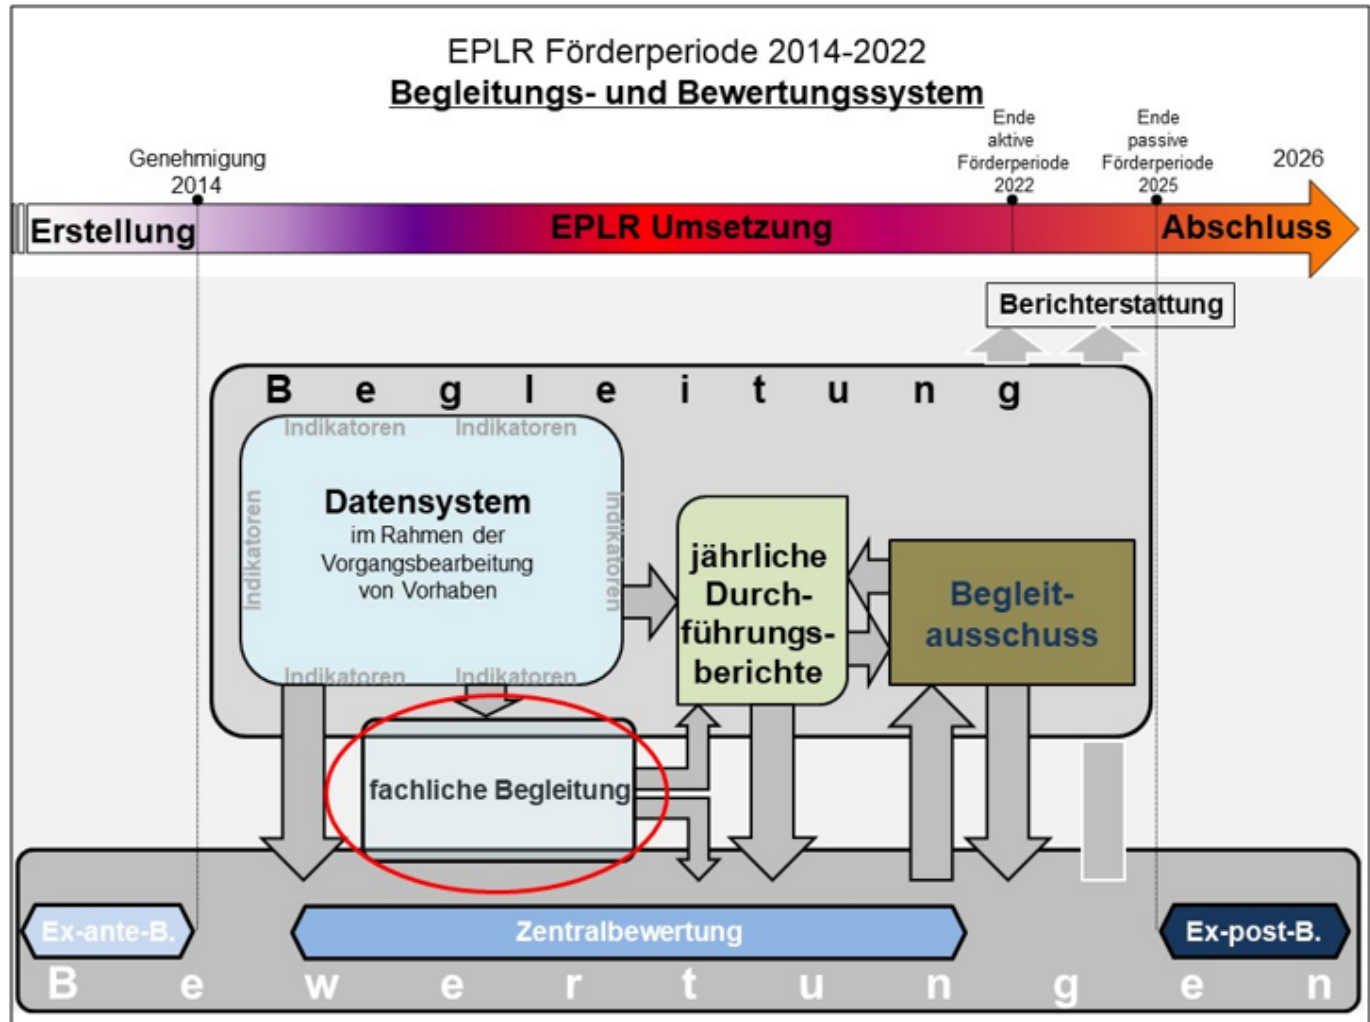 EPLR Förderperiode 2014-2022
Begleitungs- und Bewertungssystem
Genehmigung
2014
Ende
aktive
Förderperiode
2022
Ende
passive
Förderperiode
2025
2026
Erstellung
EPLR Umsetzung
Abschluss
Berichterstattung
Begleitung
Indikatoren Indikatoren
Indikatoren
Datensystem
im Rahmen der
Vorgangsbearbeitung
von Vorhaben
Indikatoren
Indikatoren Indikatoren
jährliche
Durch-
führungs-
berichte
Begleit-
ausschuss
fachliche Begleitung
Ex-ante-B.
Zentralbewertung
Ex-post-B.
Bewertungen